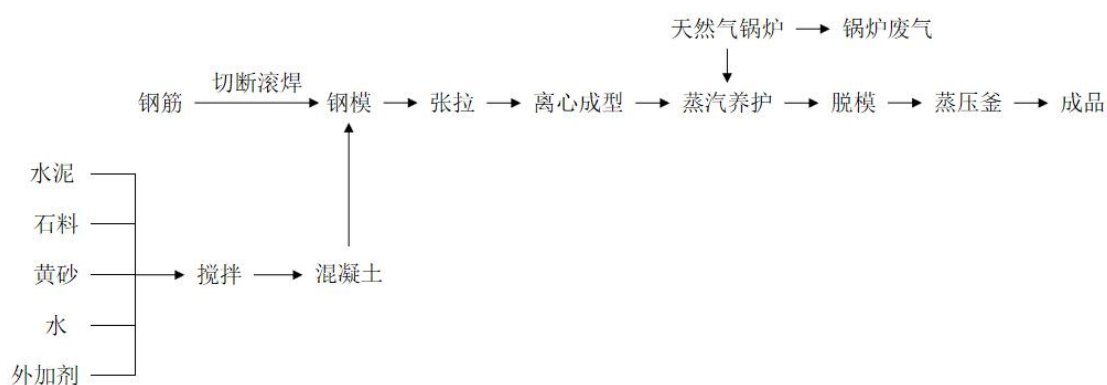 天然气锅炉 锅炉废气
切断滚焊
钢筋 钢模 张拉 离心成型 蒸汽养护 脱模 蒸压釜 成品
水泥
石料
黄砂 搅拌 混凝土
水
外加剂